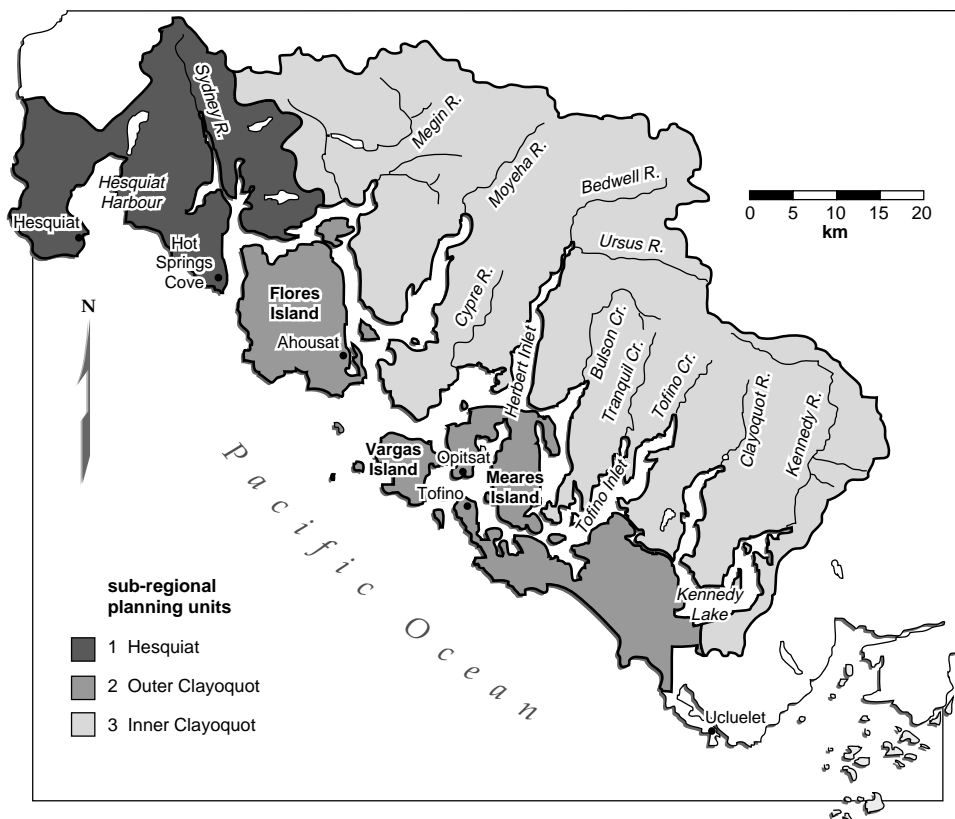 Sydney R.
Megin R.
Moyeha R.
Bedwell R.
Hesquiat
Harbour
Hesquiat
0 5 10 15 20
km
Ursus R.
Hot
Springs
Cove
Flores
Island
Cypre R.
N
Ahousat
Herbert Inlet
Bulson Cr.
Tranquil Cr.
Tofino Cr.
Clayoquot R.
Kennedy R.
Vargas
Island
Opitsat
Meares
Island
Tofino
Tofino Inlet
Pacific Ocean
Kennedy
Lake
sub-regional
planning units
1 Hesquiat
2 Outer Clayoquot
3 Inner Clayoquot
Ucluelet